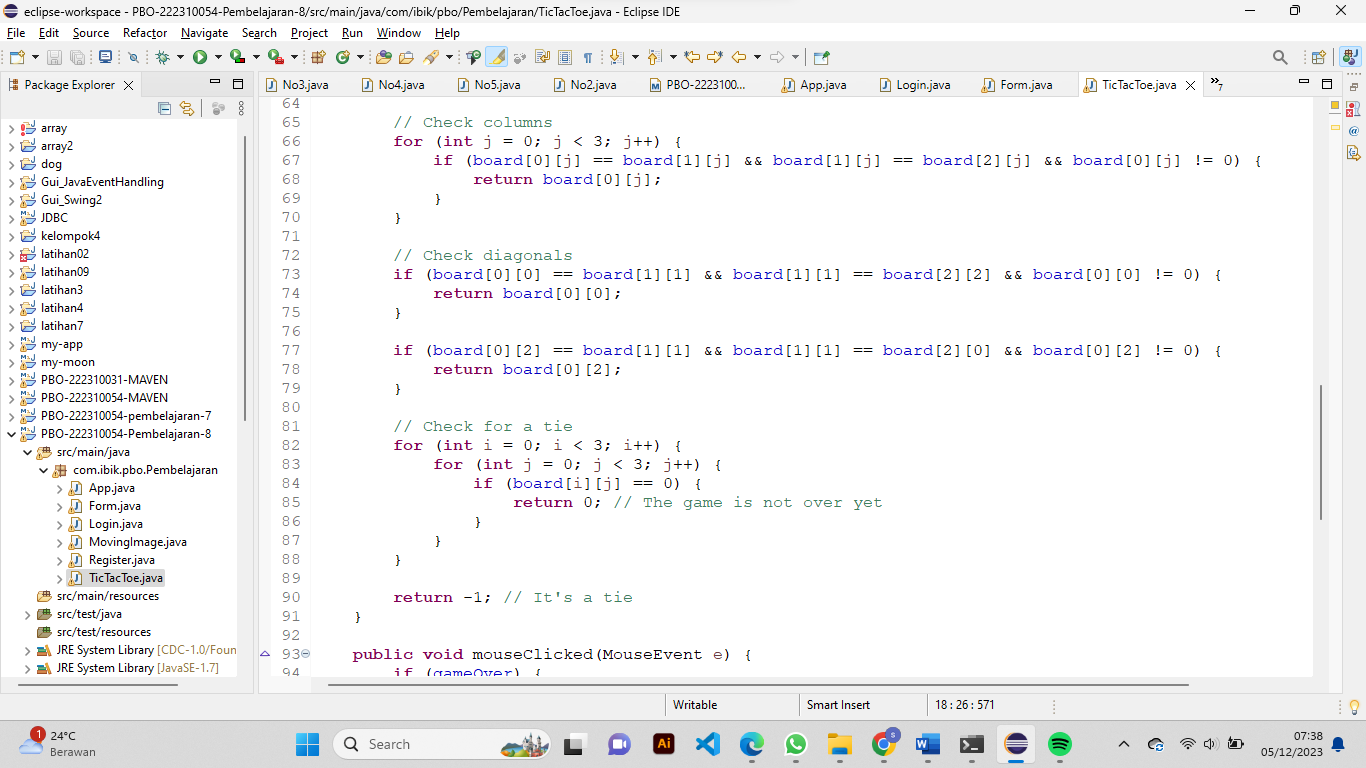 eclipse-workspace - PBO-222310054-Pembelajaran-8/src/main/java/com/ibik/pbo/Pembelajaran/TicTacToe.java - Eclipse IDE
File Edit Source Refactor Navigate Search Project Run Window Help
Package Explorer
No3.java No4.java No5.java No2.java PBO-2223100... App.java Login.java Form.java TicTacToe.java 7
array
array2
dog
Gui_JavaEventHandling
Gui_Swing2
JDBC
kelompok4
latihan02
latihan09
latihan3
latihan4
latihan7
my-app
my-moon
PBO-222310031-MAVEN
PBO-222310054-MAVEN
PBO-222310054-pembelajaran-7
PBO-222310054-Pembelajaran-8
src/main/java
com.ibik.pbo.Pembelajaran
App.java
Form.java
Login.java
MovingImage.java
Register.java
TicTacToe.java
src/main/resources
src/test/java
src/test/resources
JRE System Library [CDC-1.0/Foun
JRE System Library [JavaSE-1.7]
64
65 // Check columns
66 for (int j = 0; j < 3; j++) {
67 if (board[0][j] == board[1][j] && board[1][j] == board[2][j] && board[0][j] != 0) {
68 return board[0][j];
69 }
70 }
71
72 // Check diagonals
73 if (board[0][0] == board[1][1] && board[1][1] == board[2][2] && board[0][0] != 0) {
74 return board[0][0];
75 }
76
77 if (board[0][2] == board[1][1] && board[1][1] == board[2][0] && board[0][2] != 0) {
78 return board[0][2];
79 }
80
81 // Check for a tie
82 for (int i = 0; i < 3; i++) {
83 for (int j = 0; j < 3; j++) {
84 if (board[i][j] == 0) {
85 return 0; // The game is not over yet
86 }
87 }
88 }
89
90 return -1; // It's a tie
91 }
92
93 public void mouseClicked(MouseEvent e) {
94 if (gameOver) {
Writable Smart Insert 18 : 26 : 571
1 24°C
Berawan
Search
Ai
S
07:38
05/12/2023